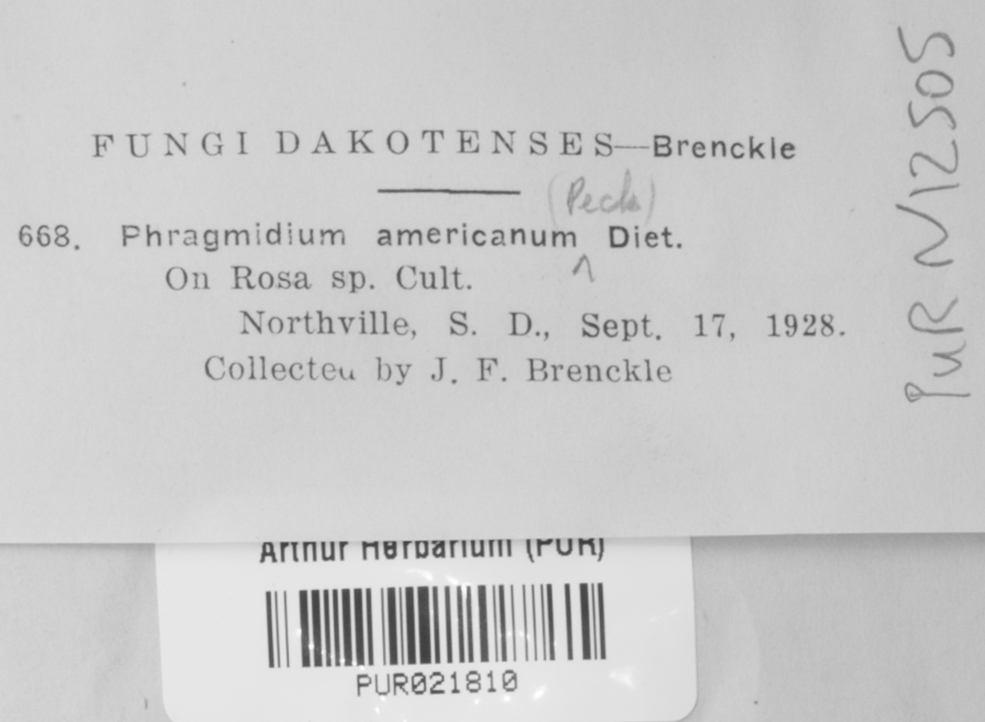 FUNGI DAKOTENSES—Brenckle
(Peck)
668. Phragmidium americanum ^ Diet.
On Rosa sp. Cult.
Northville, S. D., Sept. 17, 1928.
Collected by J. F. Brenckle
PUR N12505
Arthur Herbarium (PUR)
PUR021810